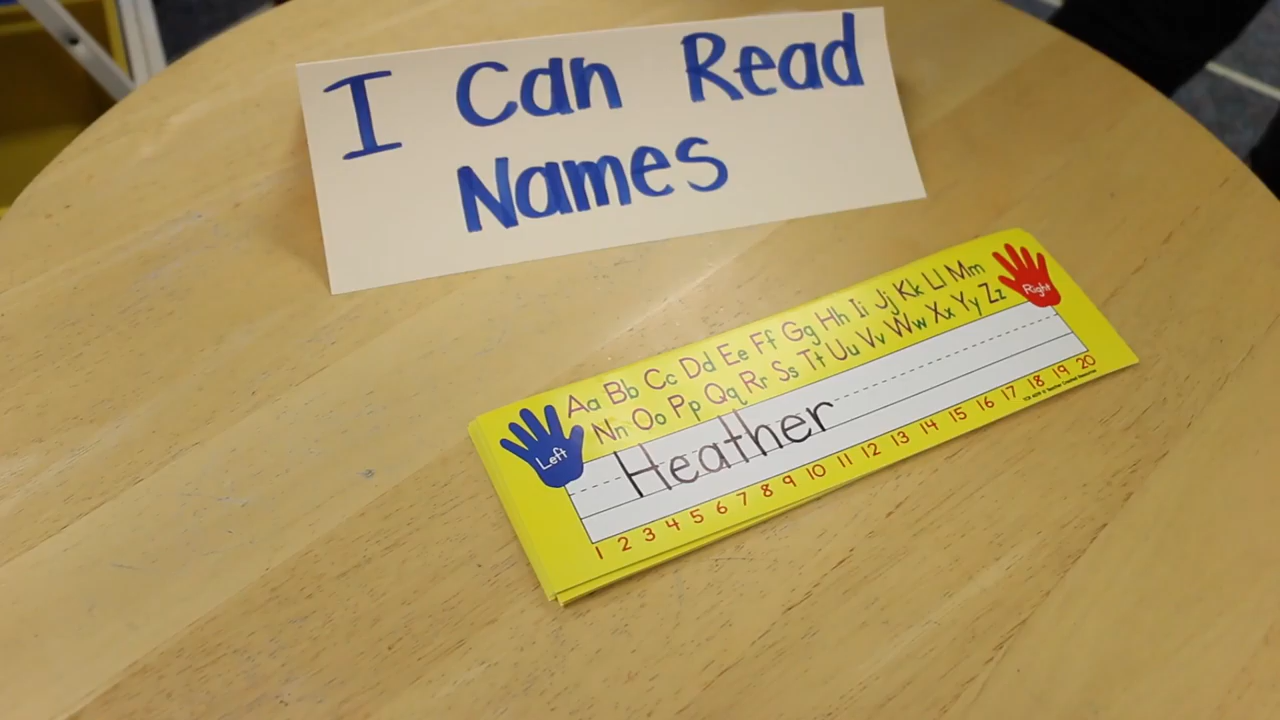 I Can Read
Names
Aa Bb Cc Dd Ee Ff Gg Hh Ii Jj Kk Ll Mm
Nn Oo Pp Qq Rr Ss Tt Uu Vv Ww Xx Yy Zz
Left
Right
Heather
1 2 3 4 5 6 7 8 9 10 11 12 13 14 15 16 17 18 19 20